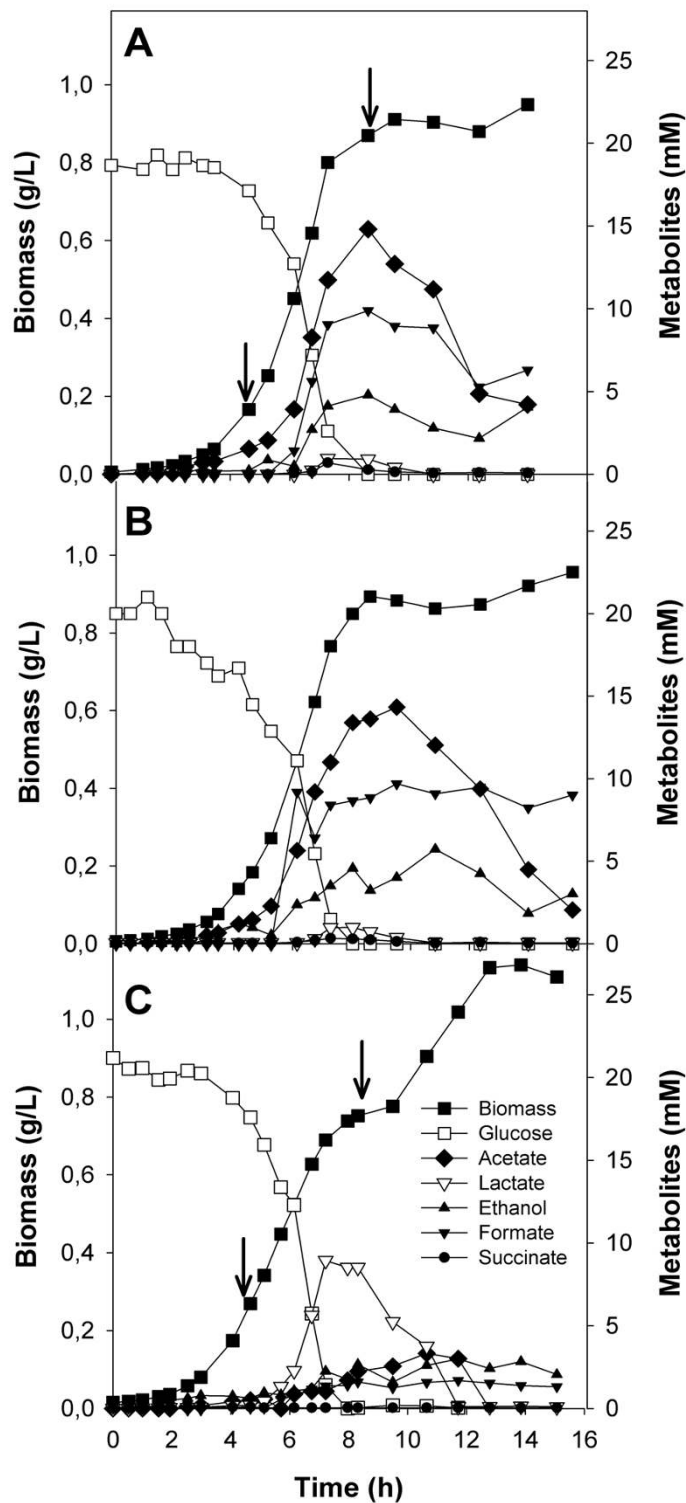 A
1,0
0,8
0,6
0,4
0,2
0,0
Biomass (g/L)
25
20
15
10
5
0
Metabolites (mM)
B
1,0
0,8
0,6
0,4
0,2
0,0
Biomass (g/L)
25
20
15
10
5
0
Metabolites (mM)
C
1,0
0,8
0,6
0,4
0,2
0,0
Biomass (g/L)
25
20
15
10
5
0
Metabolites (mM)
Biomass
Glucose
Acetate
Lactate
Ethanol
Formate
Succinate
0 2 4 6 8 10 12 14 16
Time (h)